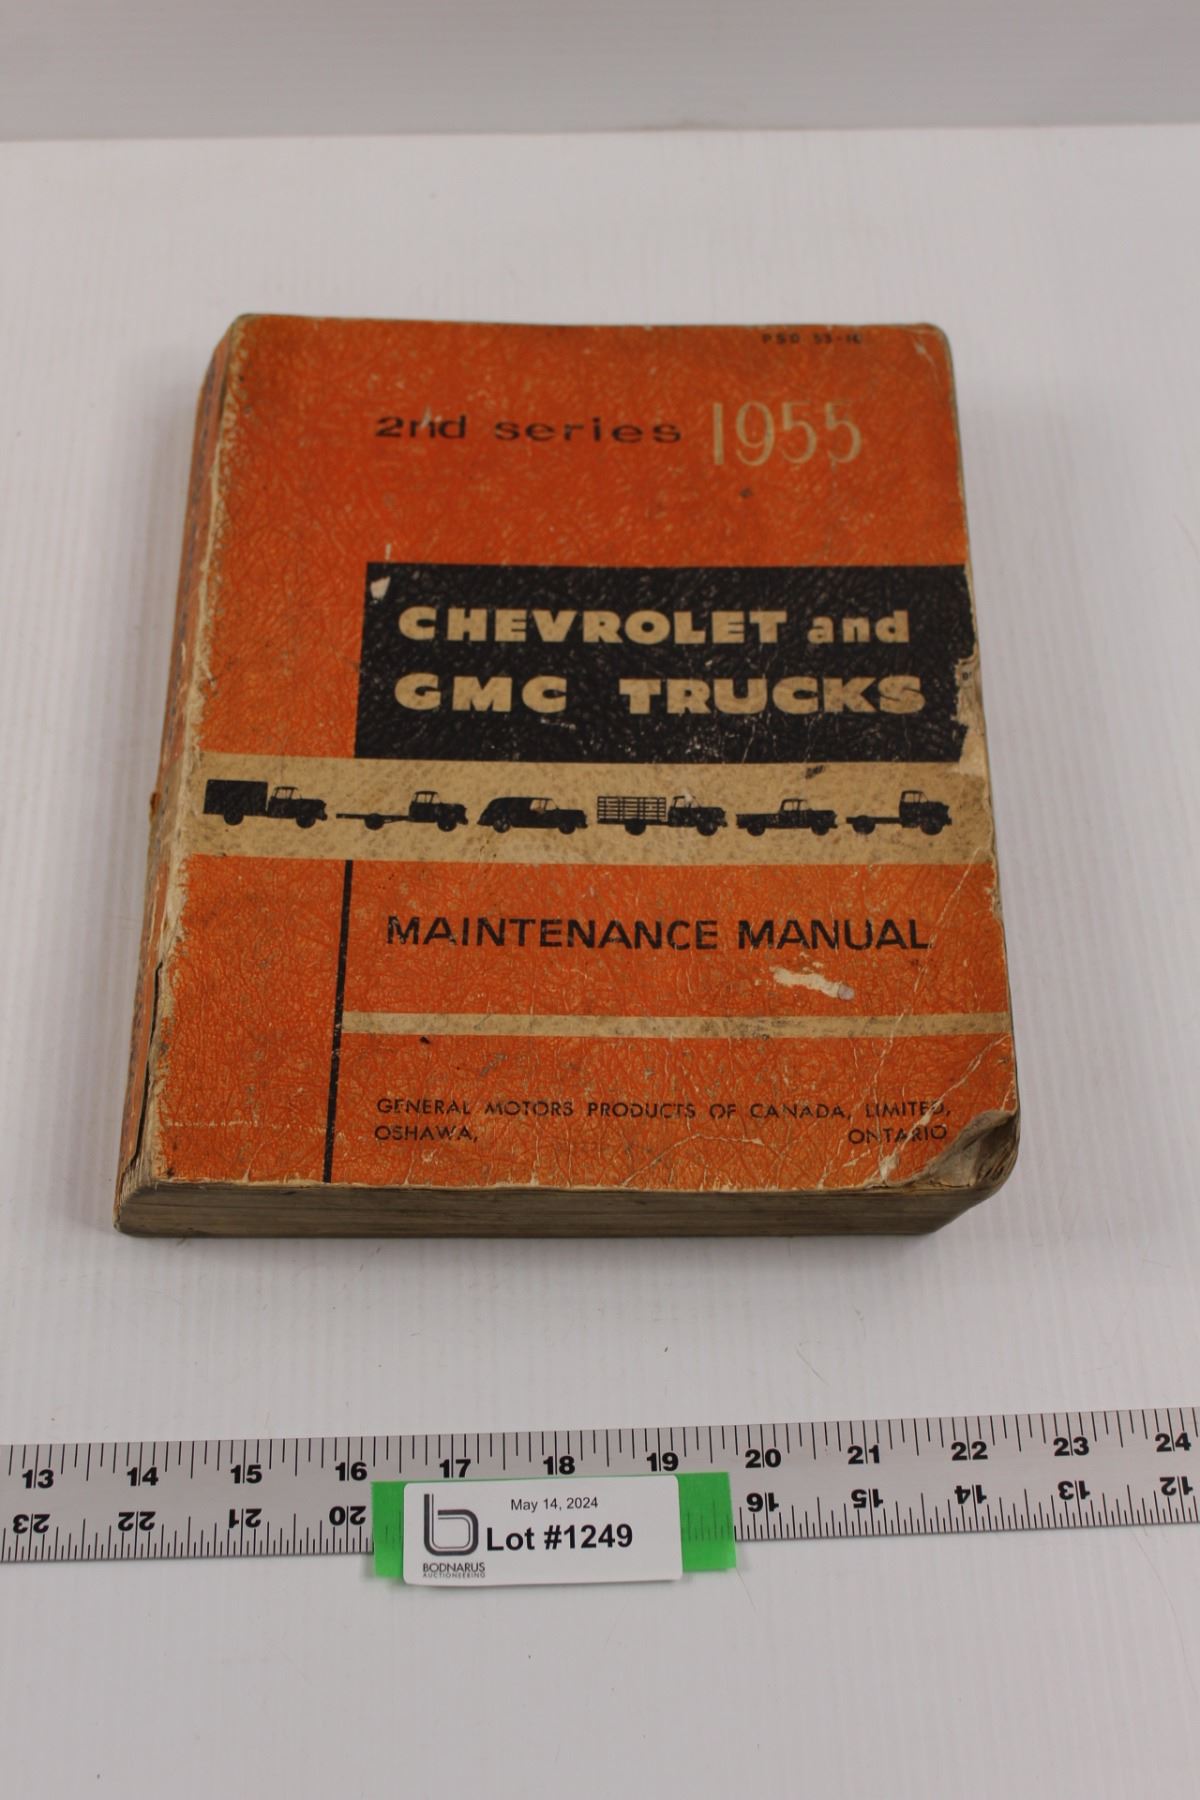 PSD 55-16
2nd series 1955
CHEVROLET and
GMC TRUCKS
MAINTENANCE MANUAL
GENERAL MOTORS PRODUCTS OF CANADA, LIMITED,
OSHAWA, ONTARIO
13 14 15 16 17 18 19 20 21 22 23 24
23 22 21 20 16 15 14 13 12
May 14, 2024
Lot #1249
BODNARUS
AUCTIONEERING